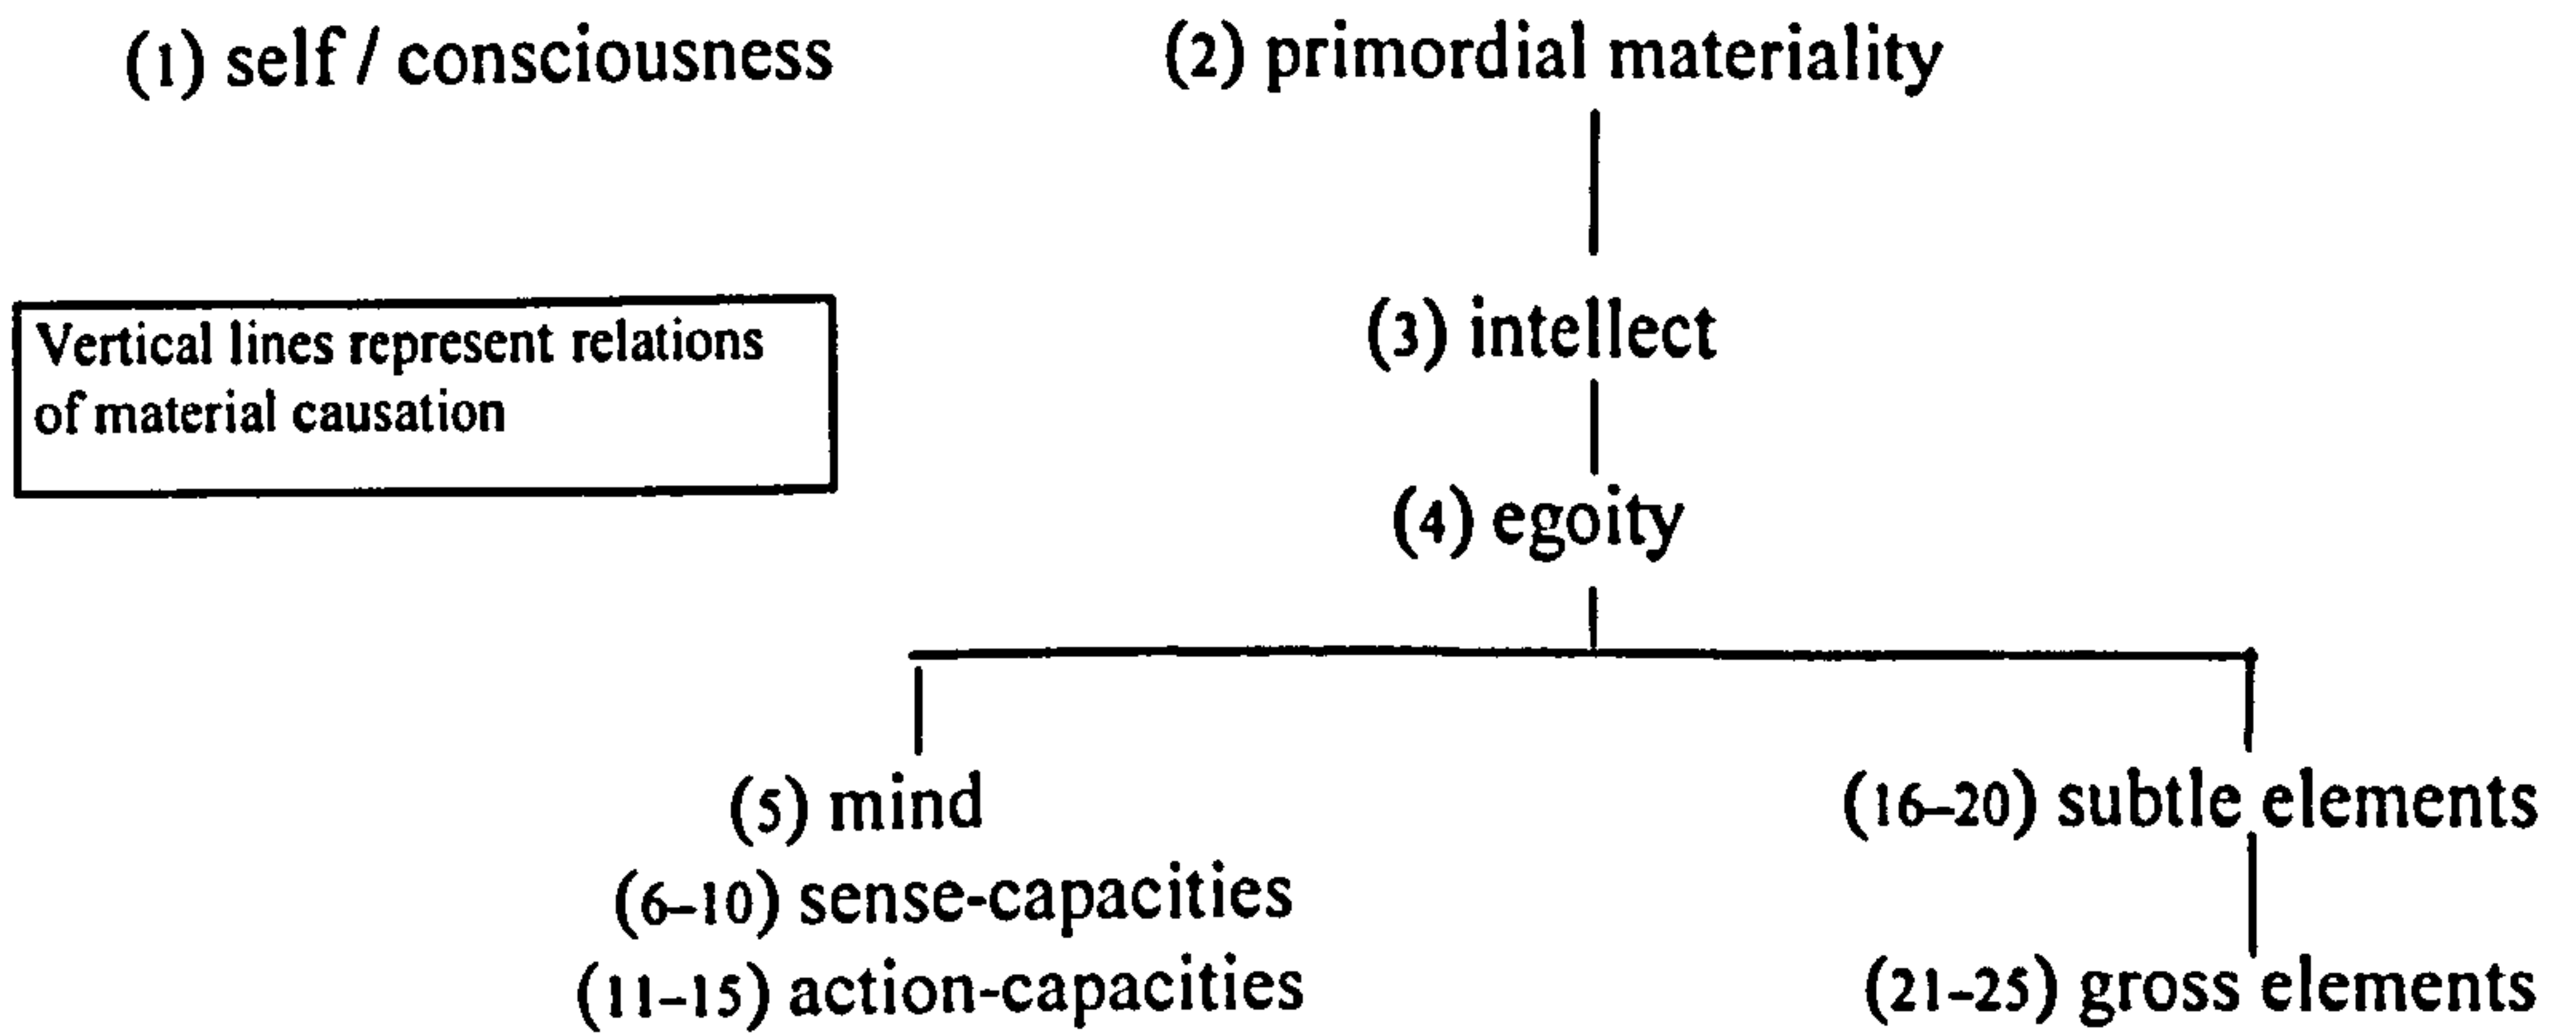 (1) self / consciousness
(2) primordial materiality
Vertical lines represent relations
of material causation
(3) intellect
(4) egoity
(5) mind
(6–10) sense-capacities
(11–15) action-capacities
(16–20) subtle elements
(21–25) gross elements